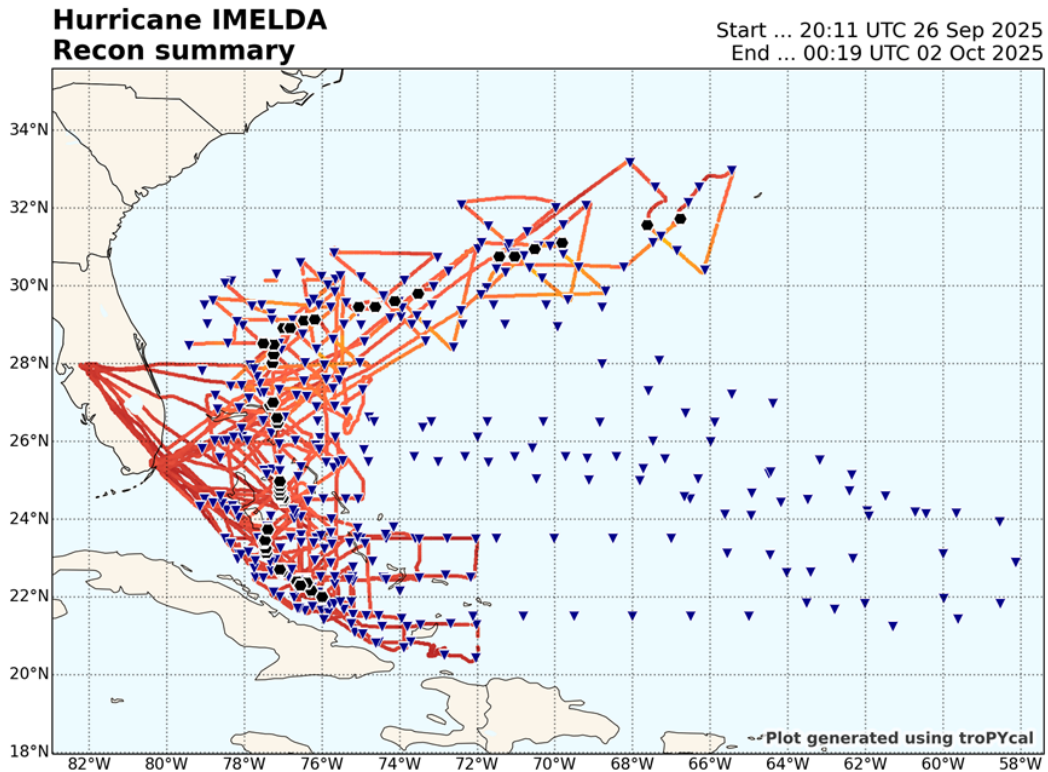 Hurricane IMELDA
Recon summary
Start ... 20:11 UTC 26 Sep 2025
End ... 00:19 UTC 02 Oct 2025
34°N
32°N
30°N
28°N
26°N
24°N
22°N
20°N
18°N
Plot generated using troPYcal
82°W 80°W 78°W 76°W 74°W 72°W 70°W 68°W 66°W 64°W 62°W 60°W 58°W